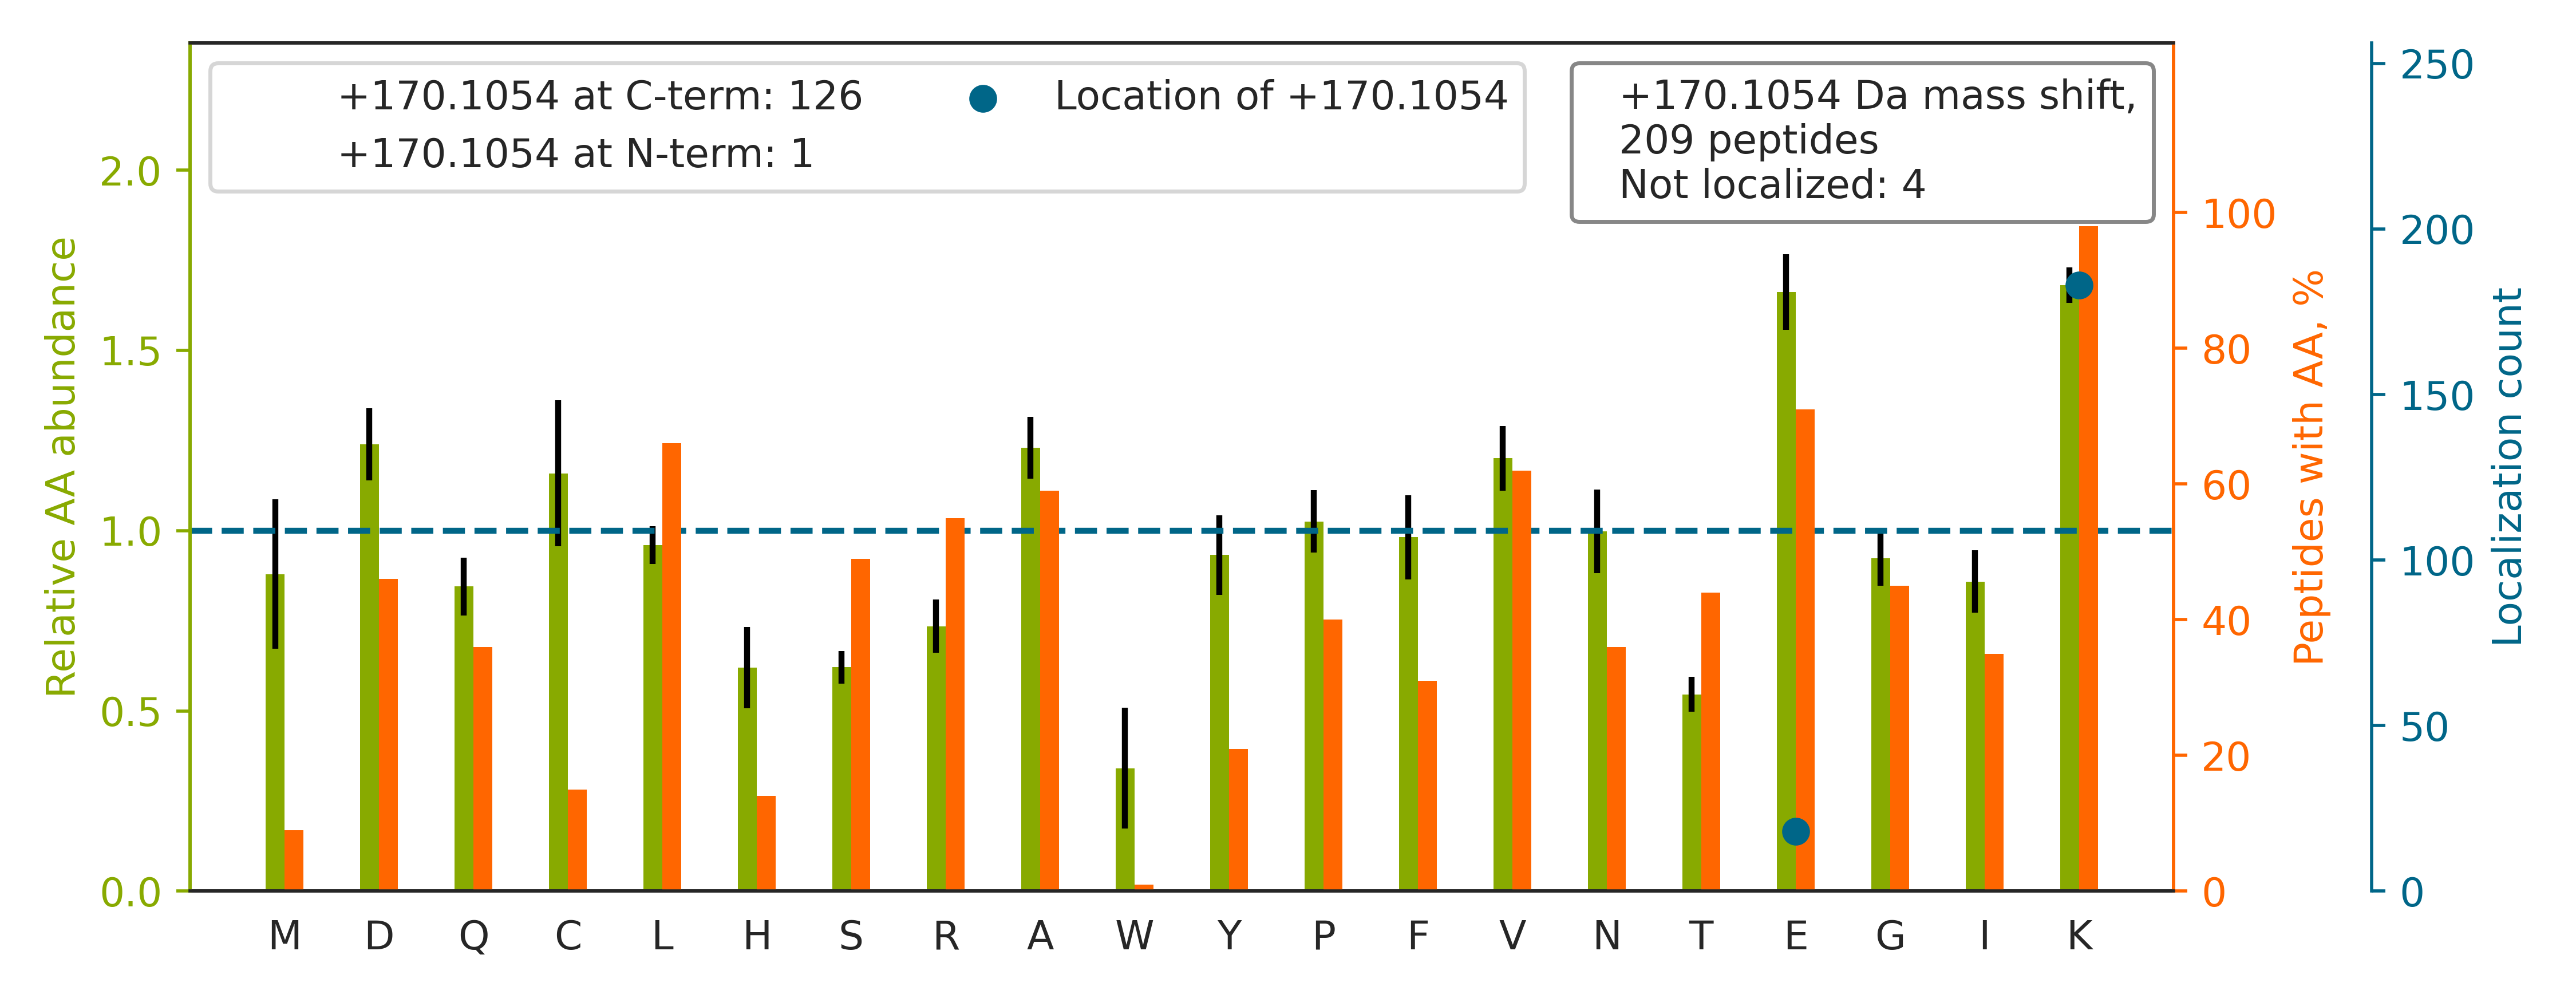 +170.1054 at C-term: 126
+170.1054 at N-term: 1
Location of +170.1054
+170.1054 Da mass shift,
209 peptides
Not localized: 4
Relative AA abundance
2.0
1.5
1.0
0.5
0.0
M D Q C L H S R A W Y P F V N T E G I K
100
80
60
40
20
0
Peptides with AA, %
250
200
150
100
50
0
Localization count